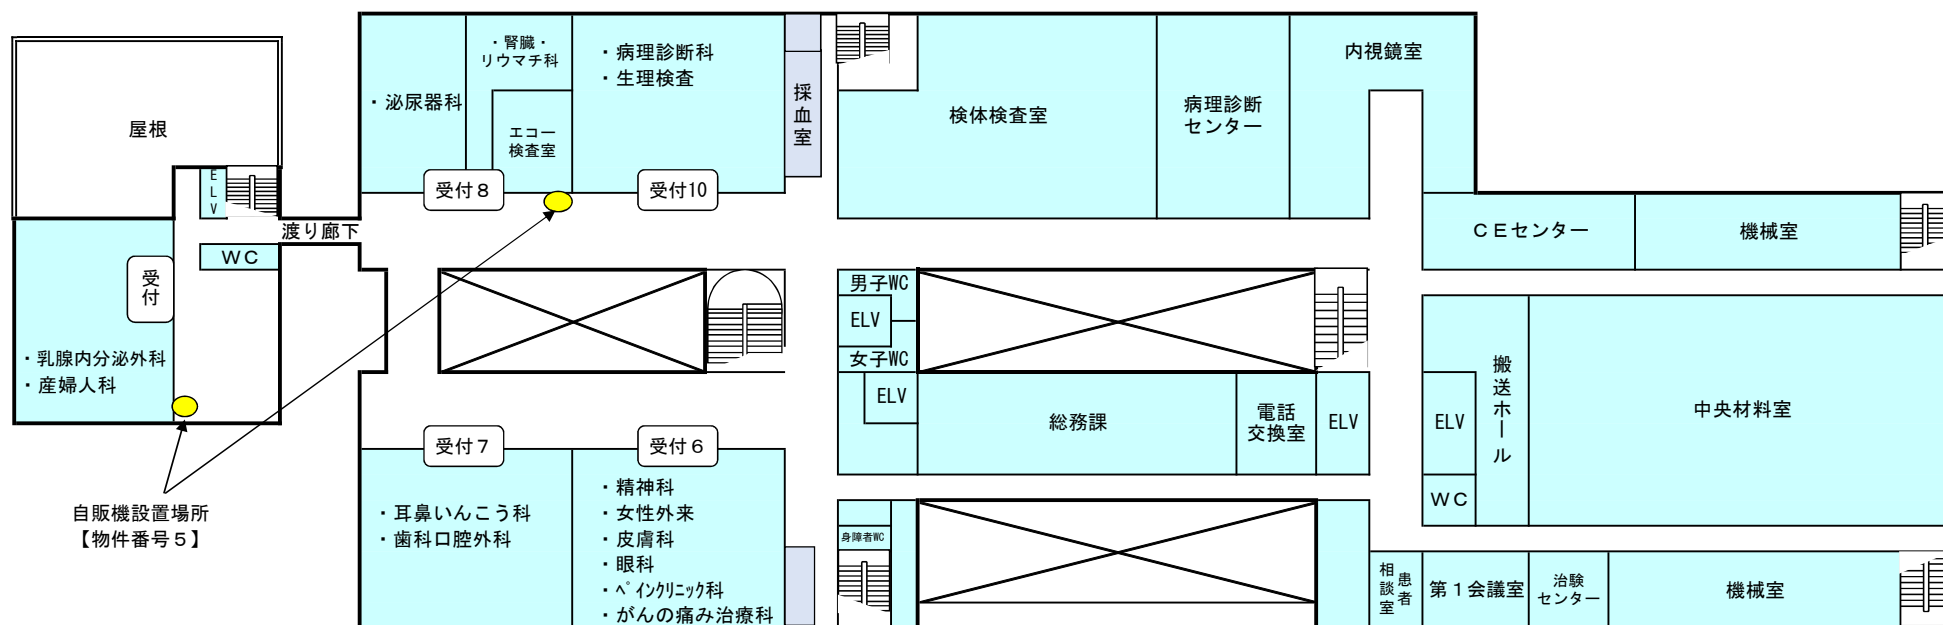 屋根
ELV
渡り廊下
WC
受付
・乳腺内分泌外科
・産婦人科
自販機設置場所
【物件番号5】
・泌尿器科
・腎臓・
リウマチ科
エコー
検査室
・病理診断科
・生理検査
採血室
受付8
受付10
受付7
受付6
・耳鼻いんこう科
・歯科口腔外科
・精神科
・女性外来
・皮膚科
・眼科
・ペインクリニック科
・がんの痛み治療科
検体検査室
病理診断
センター
内視鏡室
CEセンター
機械室
男子WC
ELV
女子WC
ELV
総務課
電話
交換室
ELV
ELV
WC
搬送ホール
中央材料室
身障者WC
患者
相談室
第1会議室
治験
センター
機械室